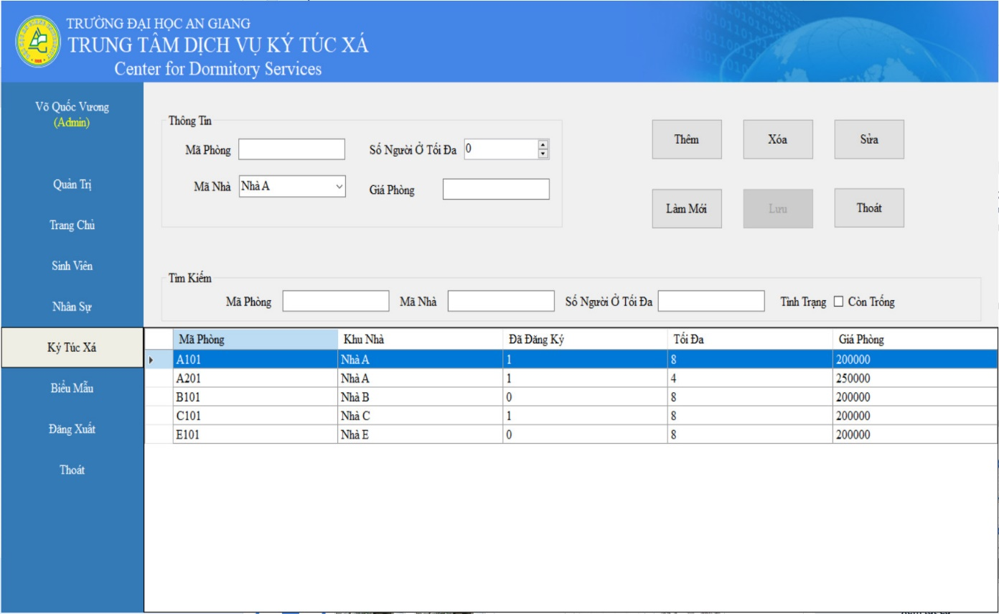 TRƯỜNG ĐẠI HỌC AN GIANG
TRUNG TÂM DỊCH VỤ KÝ TÚC XÁ
Center for Dormitory Services
Võ Quốc Vương
(Admin)
Quản Trị
Trang Chủ
Sinh Viên
Nhân Sự
Ký Túc Xá
Biểu Mẫu
Đăng Xuất
Thoát
Thông Tin
Mã Phòng
Số Người Ở Tối Đa 0
Mã Nhà Nhà A
Giá Phòng
Thêm Xóa Sửa
Làm Mới Lưu Thoát
Tìm Kiếm
Mã Phòng Mã Nhà Số Người Ở Tối Đa Tình Trạng Còn Trống
Mã Phòng Khu Nhà Đã Đăng Ký Tối Đa Giá Phòng
A101 Nhà A 1 8 200000
A201 Nhà A 1 4 250000
B101 Nhà B 0 8 200000
C101 Nhà C 1 8 200000
E101 Nhà E 0 8 200000